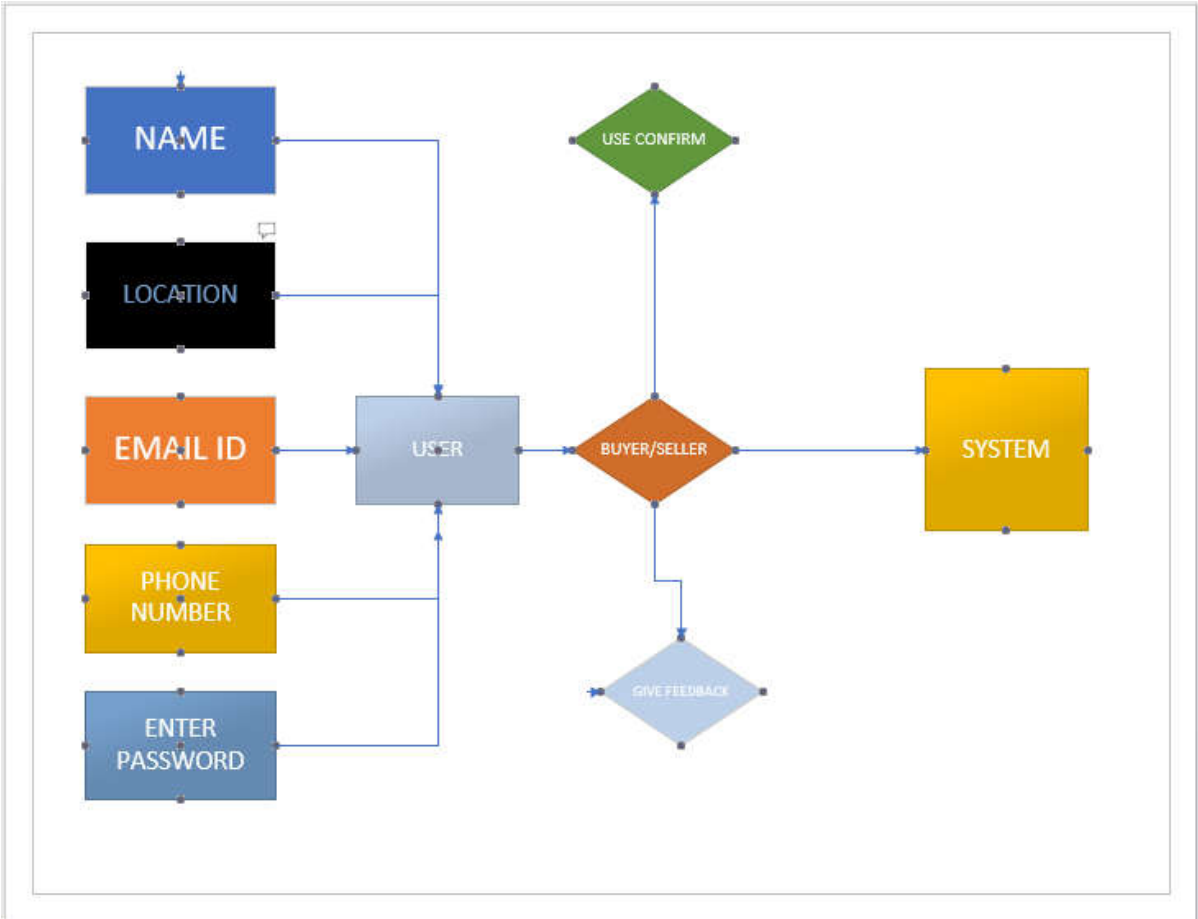 NAME
USE CONFIRM
LOCATION
EMAIL ID
USER
BUYER/SELLER
SYSTEM
PHONE
NUMBER
ENTER
PASSWORD
GIVE FEEDBACK